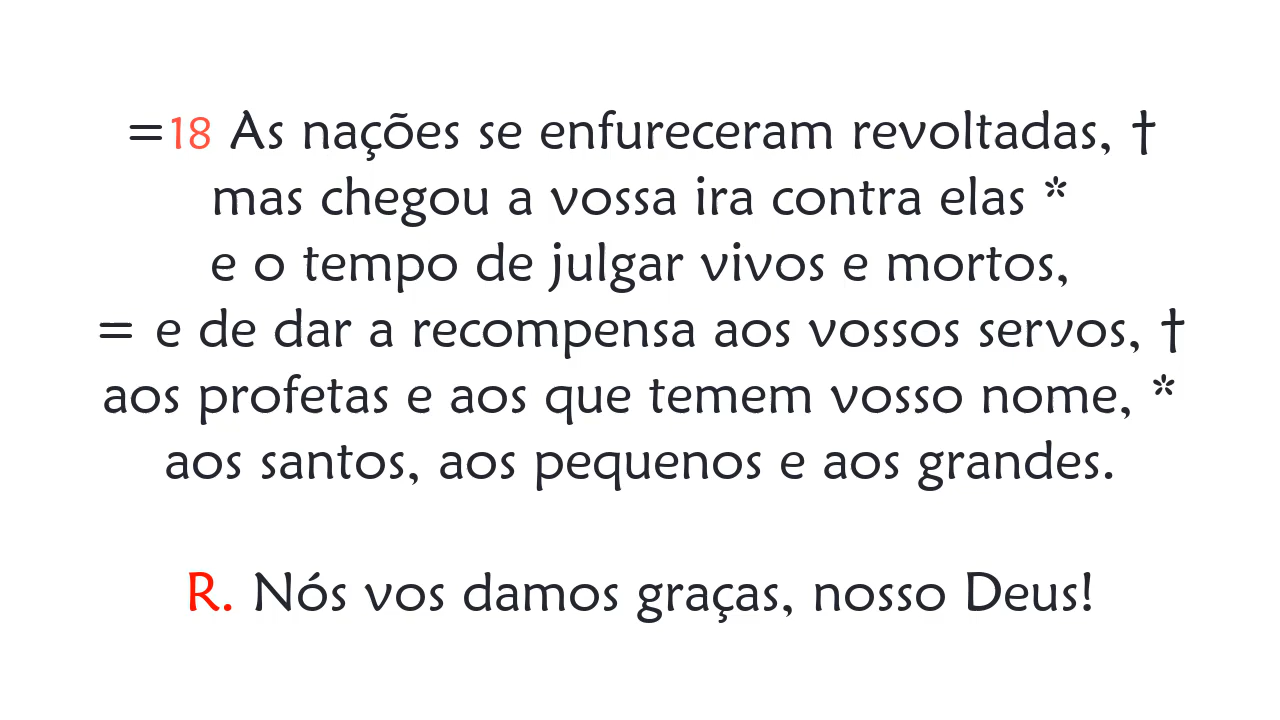 =18 As nações se enfureceram revoltadas, †
mas chegou a vossa ira contra elas *
e o tempo de julgar vivos e mortos,
= e de dar a recompensa aos vossos servos, †
aos profetas e aos que temem vosso nome, *
aos santos, aos pequenos e aos grandes.
R. Nós vos damos graças, nosso Deus!